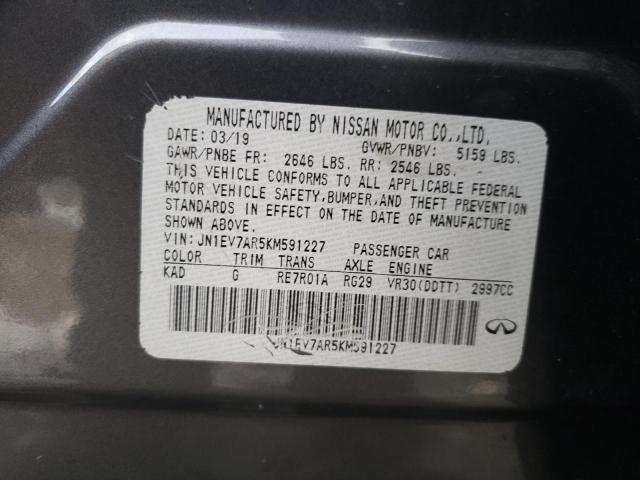 MANUFACTURED BY NISSAN MOTOR CO.,LTD.
DATE: 03/19 GVWR/PNBV: 5159 LBS.
GAWR/PNBE FR: 2646 LBS. RR: 2546 LBS.
THIS VEHICLE CONFORMS TO ALL APPLICABLE FEDERAL
MOTOR VEHICLE SAFETY,BUMPER,AND THEFT PREVENTION
STANDARDS IN EFFECT ON THE DATE OF MANUFACTURE
SHOWN ABOVE.
VIN: JN1EV7AR5KM591227 PASSENGER CAR
COLOR TRIM TRANS AXLE ENGINE
KAD G RE7R01A RG29 VR30(DDTT) 2997CC
JN1EV7AR5KM591227